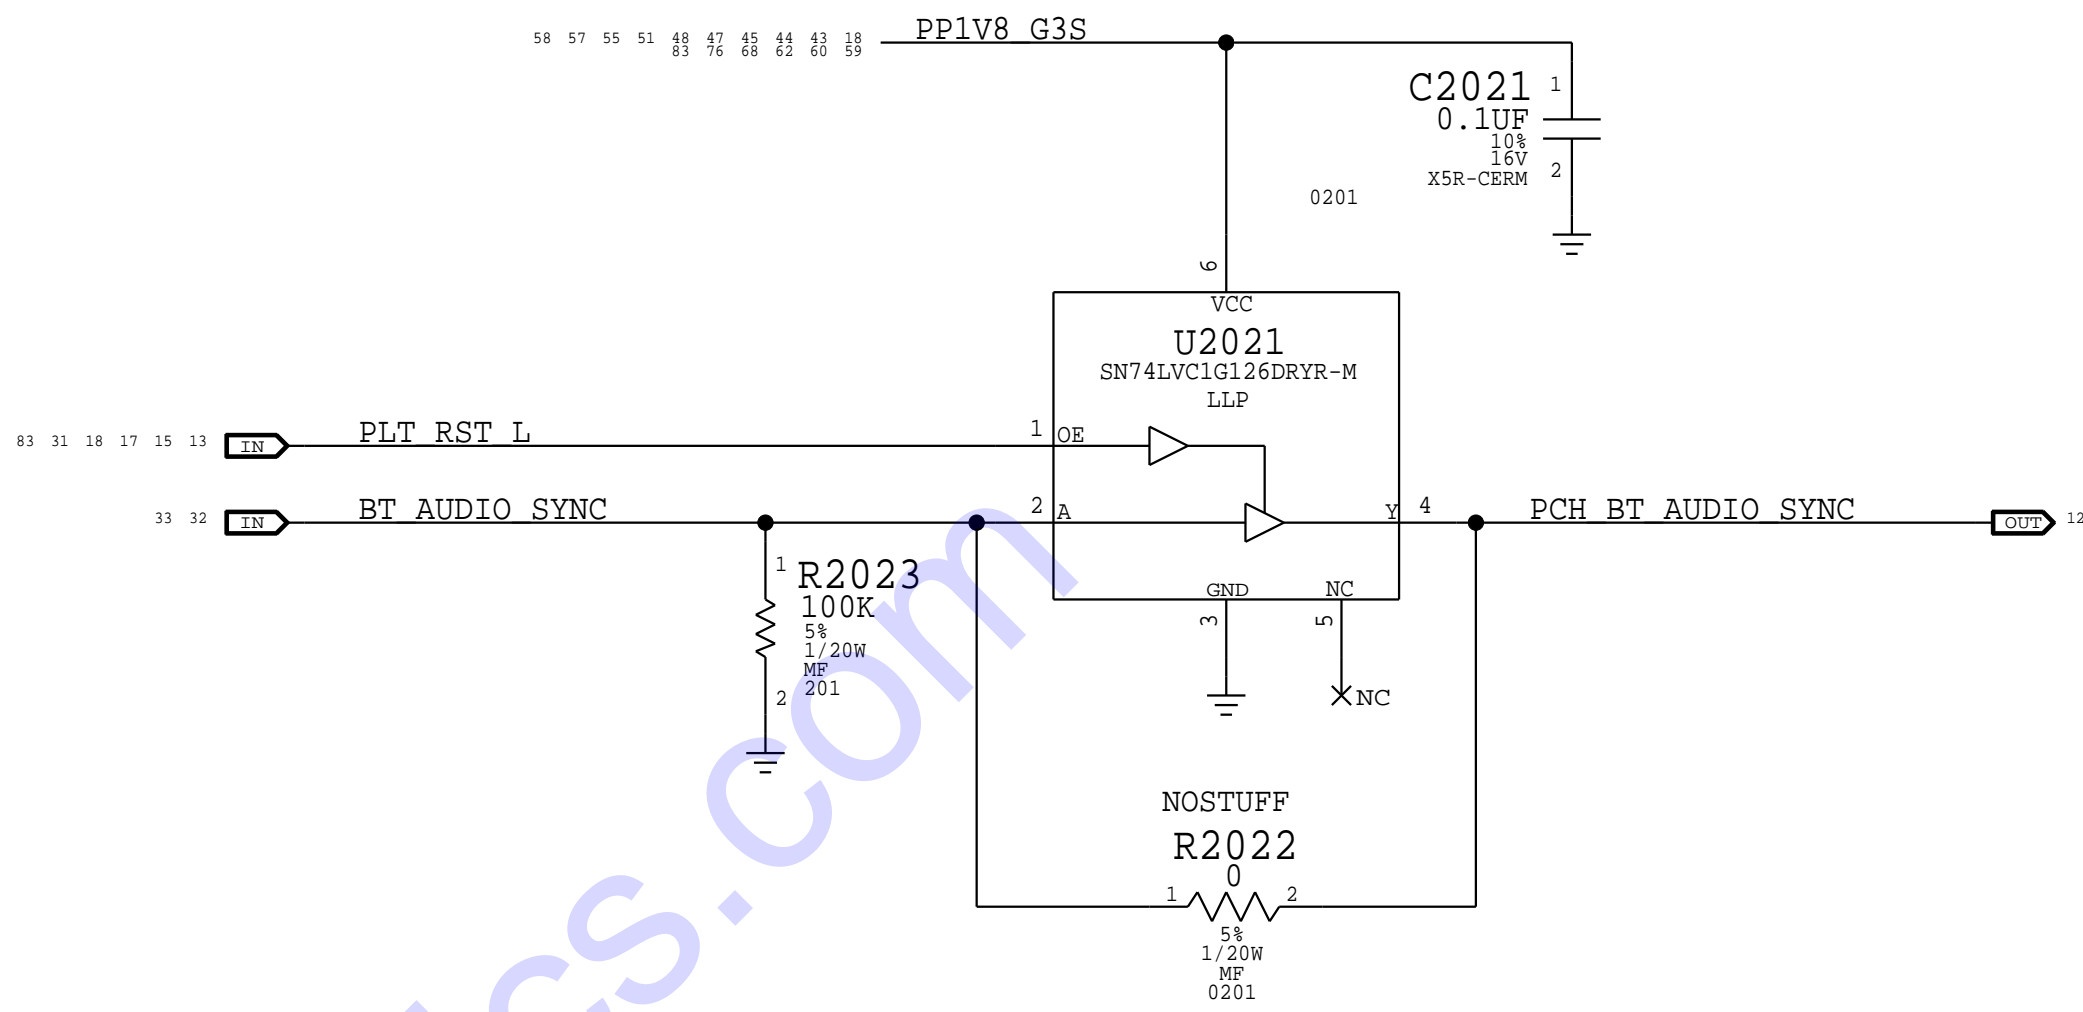 PP1V8_G3S
58 57 55 51 48 47 45 44 43 18
83 76 68 62 60 59
C2021
1
0.1UF
10%
16V
2
X5R-CERM
0201
6
VCC
U2021
SN74LVC1G126DRYR-M
LLP
83 31 18 17 15 13
IN
PLT_RST_L
1
OE
33 32
IN
BT_AUDIO_SYNC
2
A
Y
4
PCH_BT_AUDIO_SYNC
OUT
12
1
R2023
100K
5%
1/20W
MF
201
2
GND
NC
3
5
NC
NOSTUFF
R2022
0
1
2
5%
1/20W
MF
0201
ics.com